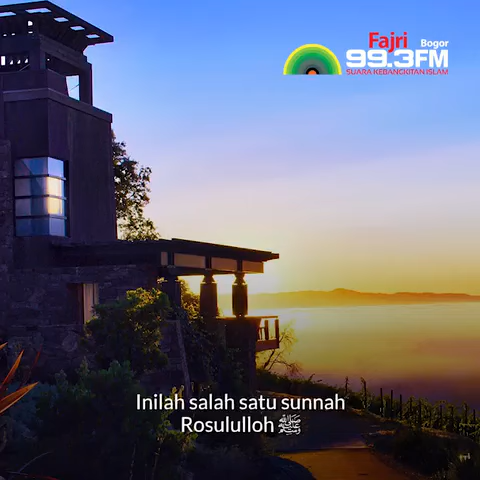 Fajri Bogor
99.3FM
SUARA KEBANGKITAN ISLAM
Inilah salah satu sunnah
Rosululloh ﷺ